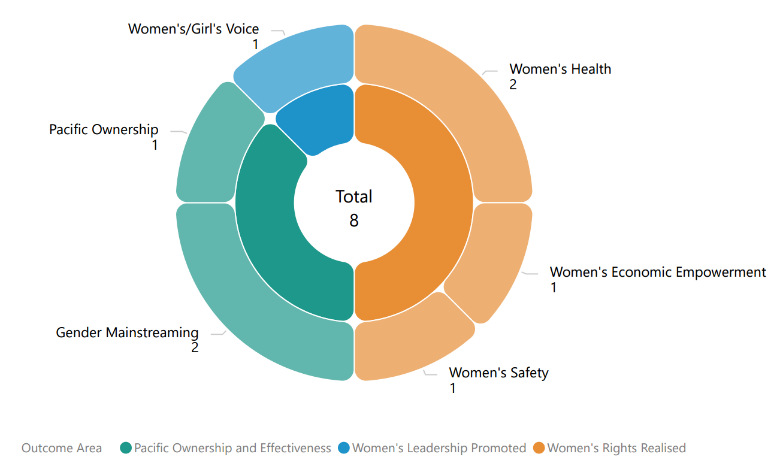 Women's/Girl's Voice
1
Women's Health
2
Pacific Ownership
1
Total
8
Women's Economic Empowerment
1
Gender Mainstreaming
2
Women's Safety
1
Outcome Area Pacific Ownership and Effectiveness Women's Leadership Promoted Women's Rights Realised